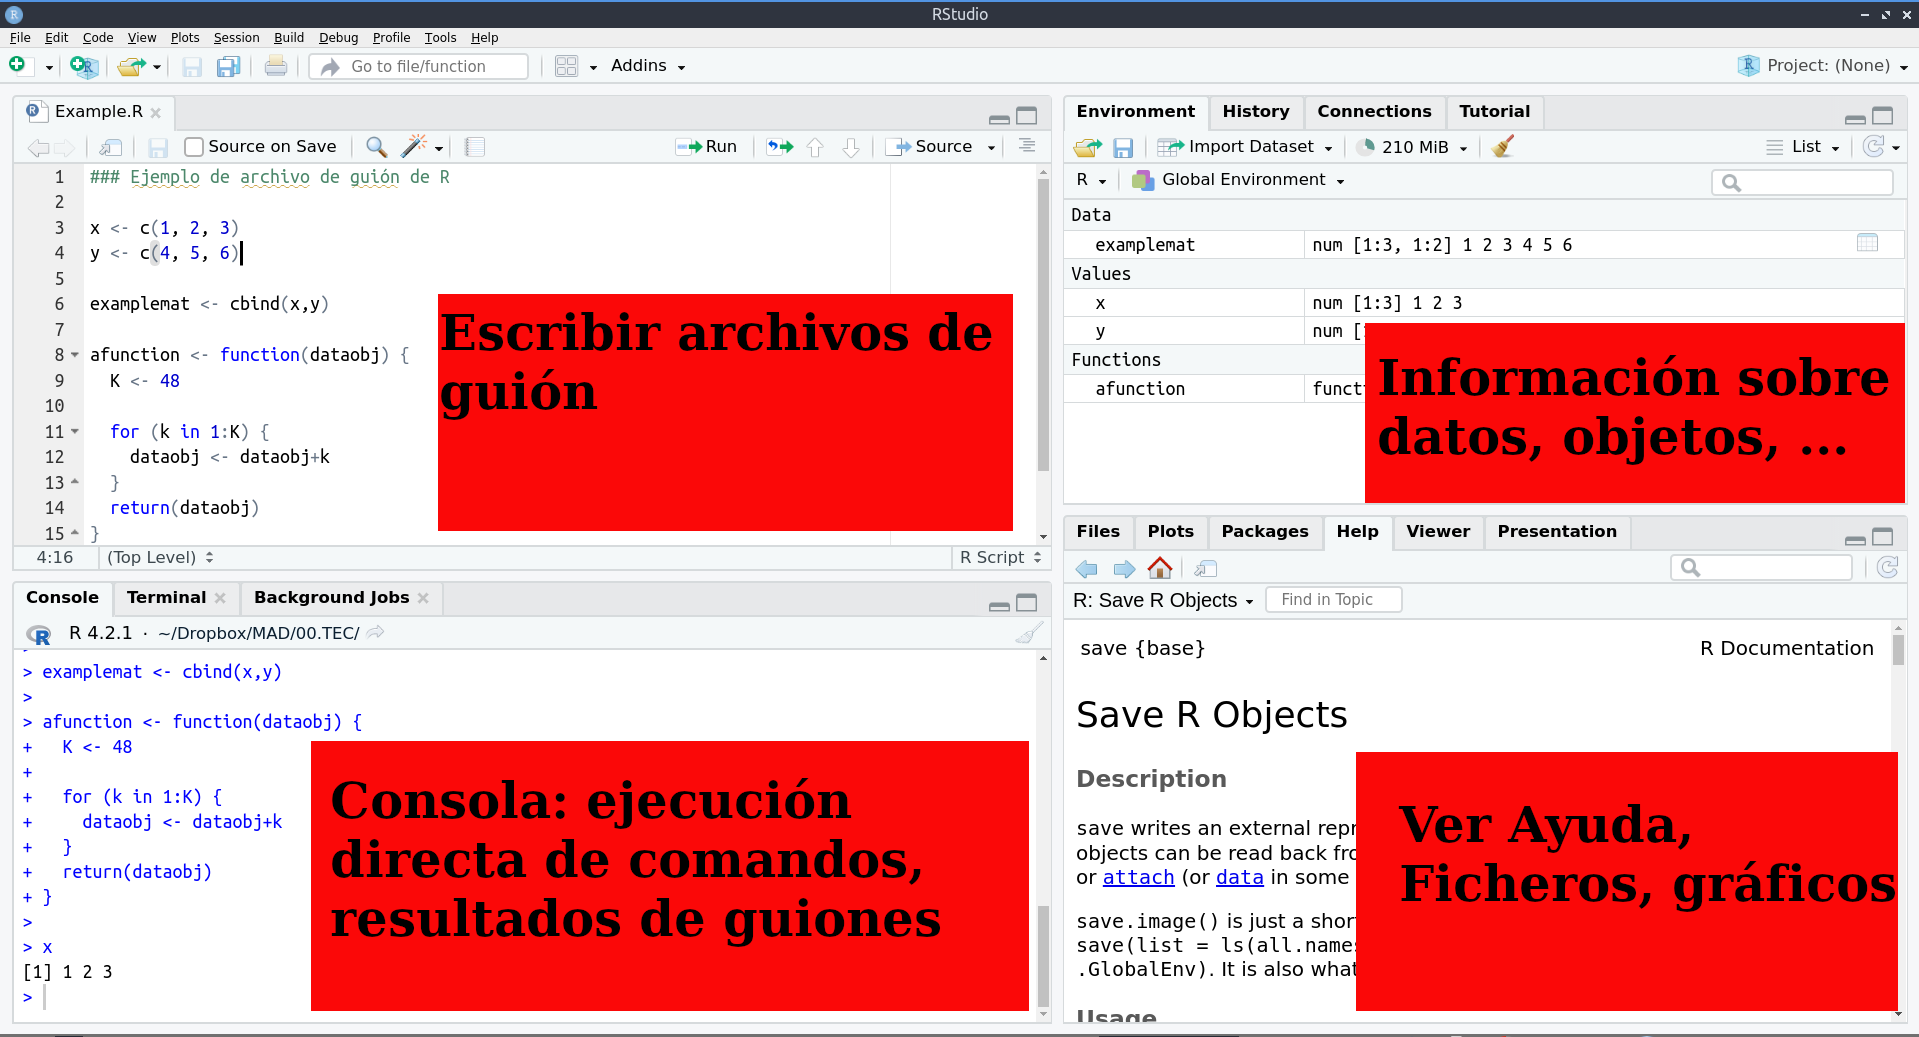 RStudio
File Edit Code View Plots Session Build Debug Profile Tools Help
Go to file/function Addins Project: (None)
Example.R
Source on Save Run Source
1 ### Ejemplo de archivo de guión de R
2
3 x <- c(1, 2, 3)
4 y <- c(4, 5, 6)
5
6 examplemat <- cbind(x,y)
7
8 afunction <- function(dataobj) {
9 K <- 48
10
11 for (k in 1:K) {
12 dataobj <- dataobj+k
13 }
14 return(dataobj)
15 }
Escribir archivos de
guión
4:16 (Top Level) R Script
Console Terminal Background Jobs
R 4.2.1 · ~/Dropbox/MAD/00.TEC/
> examplemat <- cbind(x,y)
>
> afunction <- function(dataobj) {
+ K <- 48
+
+ for (k in 1:K) {
+ dataobj <- dataobj+k
+ }
+ return(dataobj)
+ }
>
> x
[1] 1 2 3
>
Consola: ejecución
directa de comandos,
resultados de guiones
Environment History Connections Tutorial
Import Dataset 210 MiB List
R Global Environment
Data
examplemat num [1:3, 1:2] 1 2 3 4 5 6
Values
x num [1:3] 1 2 3
y num [
Functions
afunction funct
Información sobre
datos, objetos, ...
Files Plots Packages Help Viewer Presentation
R: Save R Objects Find in Topic
save {base} R Documentation
Save R Objects
Description
save writes an external repr
objects can be read back fro
or attach (or data in some
save.image() is just a short
save(list = ls(all.names
.GlobalEnv). It is also what
Usage
Ver Ayuda,
Ficheros, gráficos